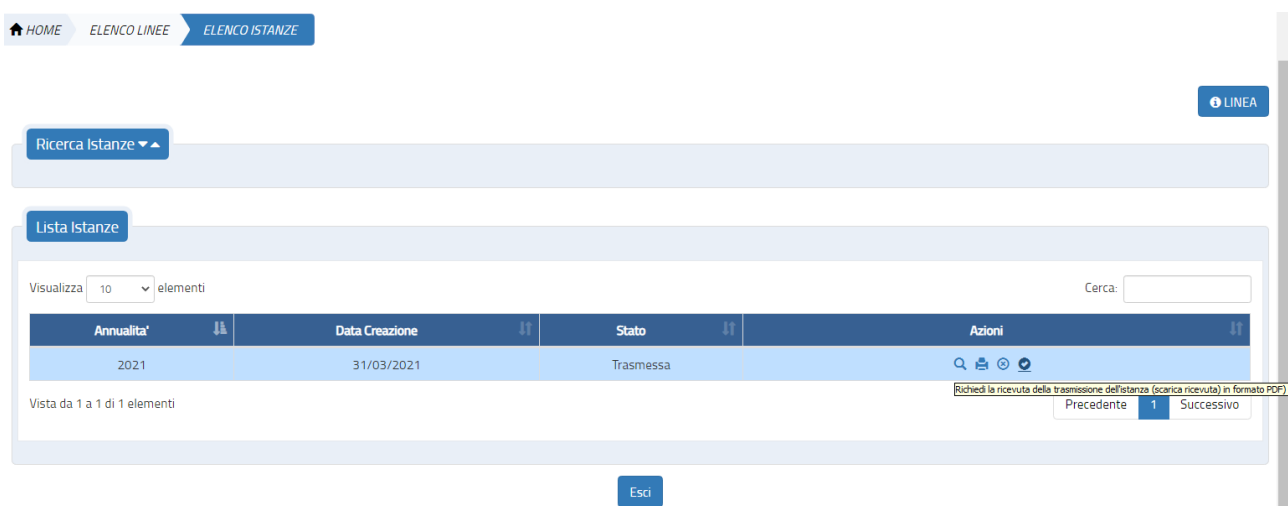 HOME ELENCO LINEE ELENCO ISTANZE
LINEA
Ricerca Istanze
Lista Istanze
Visualizza 10 elementi Cerca:
Annualita' Data Creazione Stato Azioni
2021 31/03/2021 Trasmessa
Richiedi la ricevuta della trasmissione dell'istanza (scarica ricevuta) in formato PDF)
Vista da 1 a 1 di 1 elementi Precedente 1 Successivo
Esci